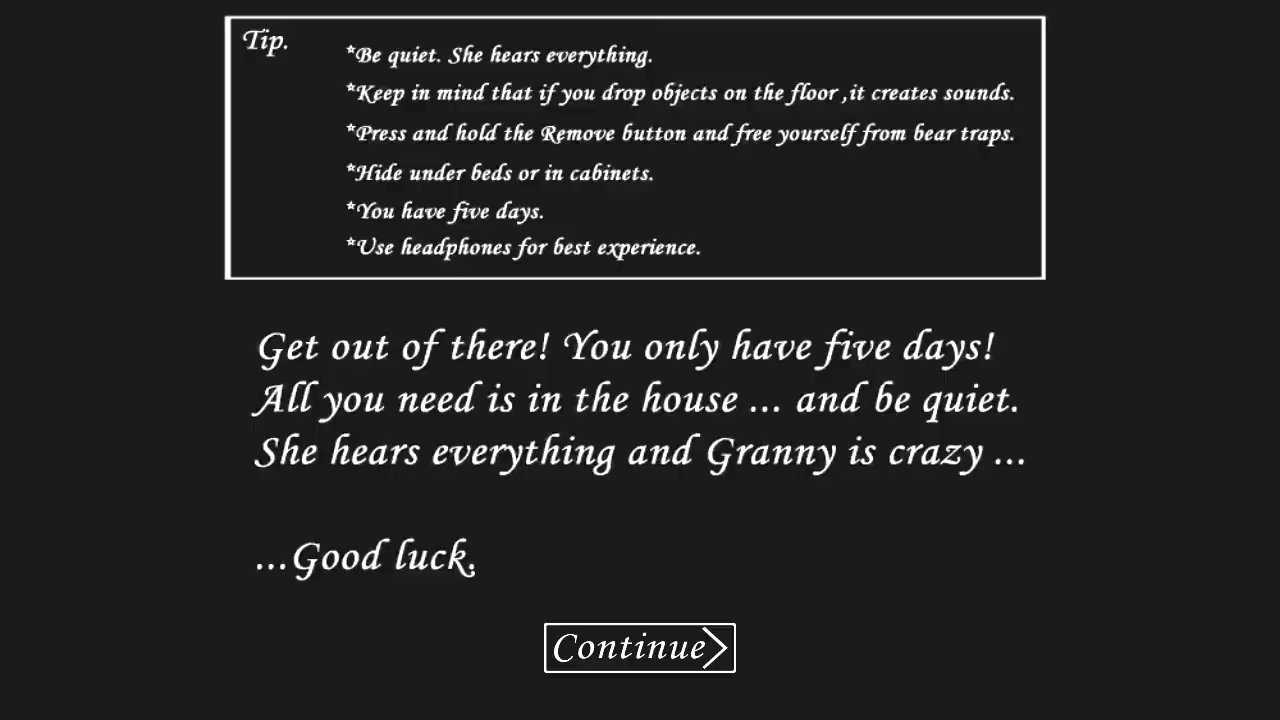 Tip.
*Be quiet. She hears everything.
*Keep in mind that if you drop objects on the floor ,it creates sounds.
*Press and hold the Remove button and free yourself from bear traps.
*Hide under beds or in cabinets.
*You have five days.
*Use headphones for best experience.
Get out of there! You only have five days!
All you need is in the house ... and be quiet.
She hears everything and Granny is crazy ...
...Good luck.
Continue